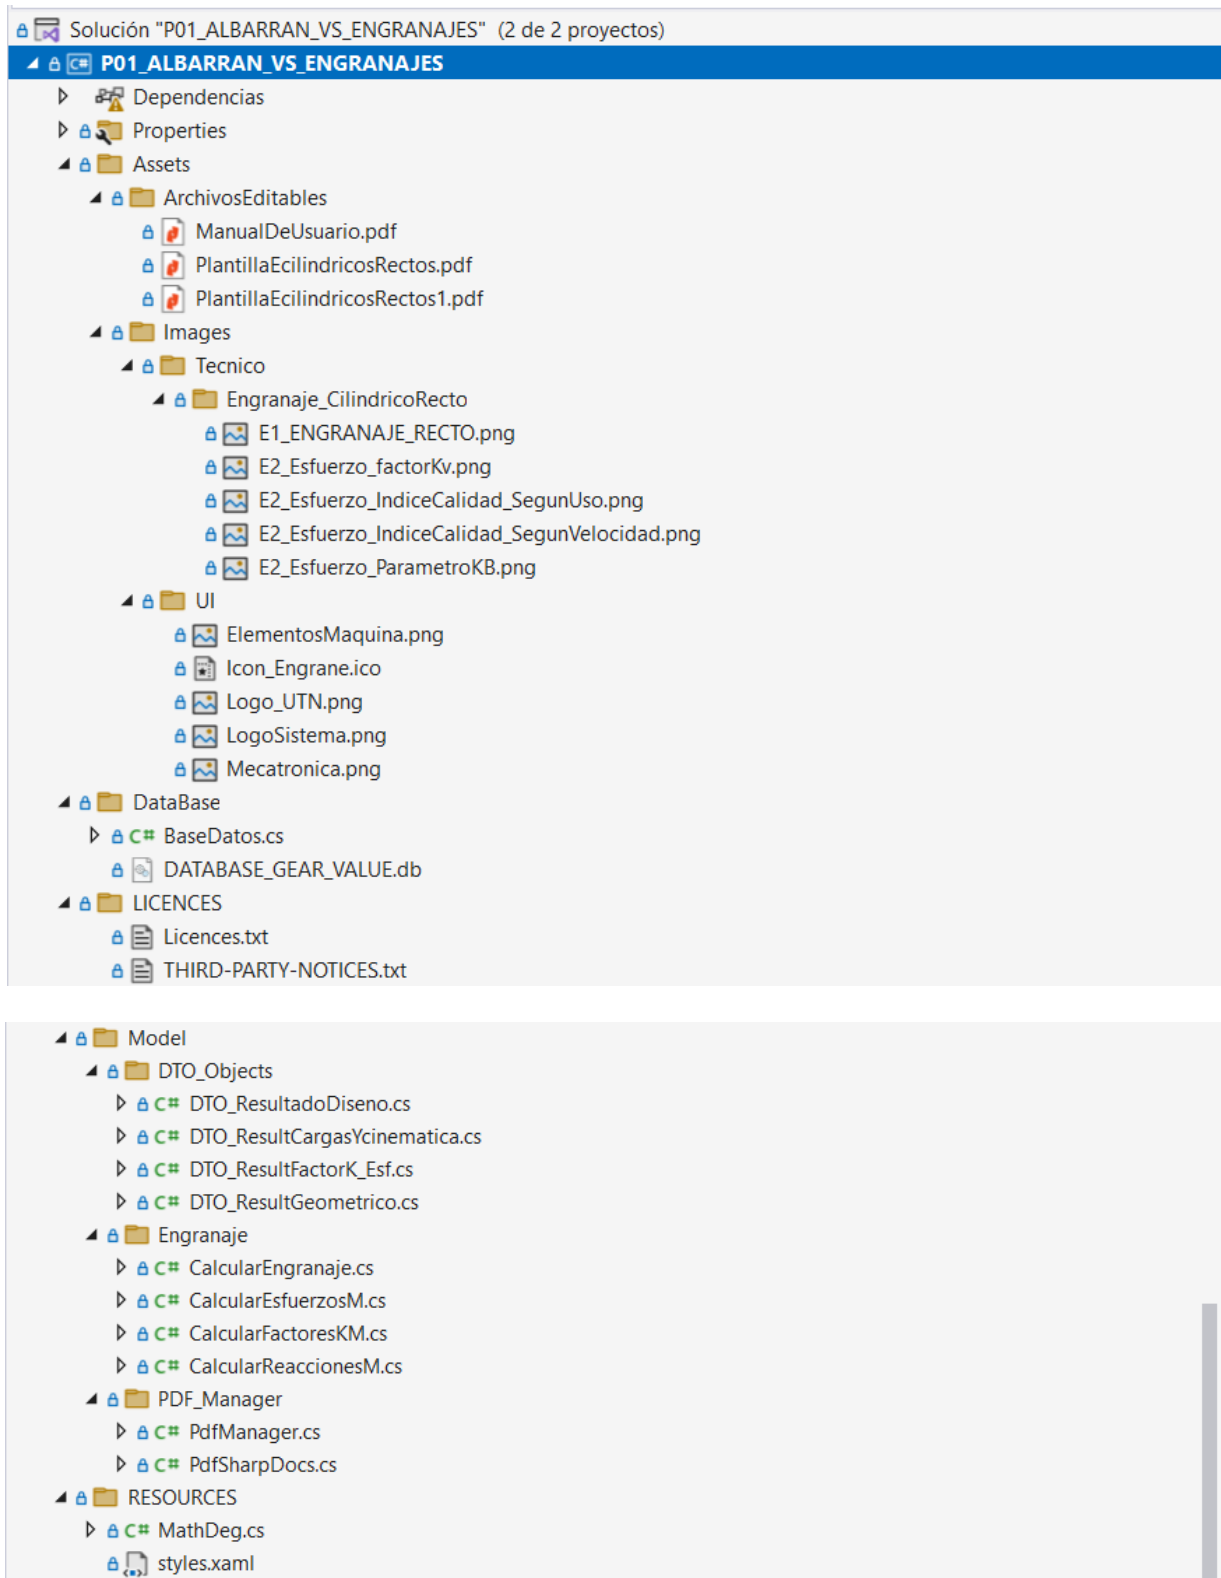 Solución "P01_ALBARRAN_VS_ENGRANAJES" (2 de 2 proyectos)
C# P01_ALBARRAN_VS_ENGRANAJES
Dependencias
Properties
Assets
ArchivosEditables
ManualDeUsuario.pdf
PlantillaEcilindricosRectos.pdf
PlantillaEcilindricosRectos1.pdf
Images
Tecnico
Engranaje_CilindricoRecto
E1_ENGRANAJE_RECTO.png
E2_Esfuerzo_factorKv.png
E2_Esfuerzo_IndiceCalidad_SegunUso.png
E2_Esfuerzo_IndiceCalidad_SegunVelocidad.png
E2_Esfuerzo_ParametroKB.png
UI
ElementosMaquina.png
Icon_Engrane.ico
Logo_UTN.png
LogoSistema.png
Mecatronica.png
DataBase
C# BaseDatos.cs
DATABASE_GEAR_VALUE.db
LICENCES
Licences.txt
THIRD-PARTY-NOTICES.txt
Model
DTO_Objects
C# DTO_ResultadoDiseno.cs
C# DTO_ResultCargasYcinematica.cs
C# DTO_ResultFactorK_Esf.cs
C# DTO_ResultGeometrico.cs
Engranaje
C# CalcularEngranaje.cs
C# CalcularEsfuerzosM.cs
C# CalcularFactoresKM.cs
C# CalcularReaccionesM.cs
PDF_Manager
C# PdfManager.cs
C# PdfSharpDocs.cs
RESOURCES
C# MathDeg.cs
styles.xaml